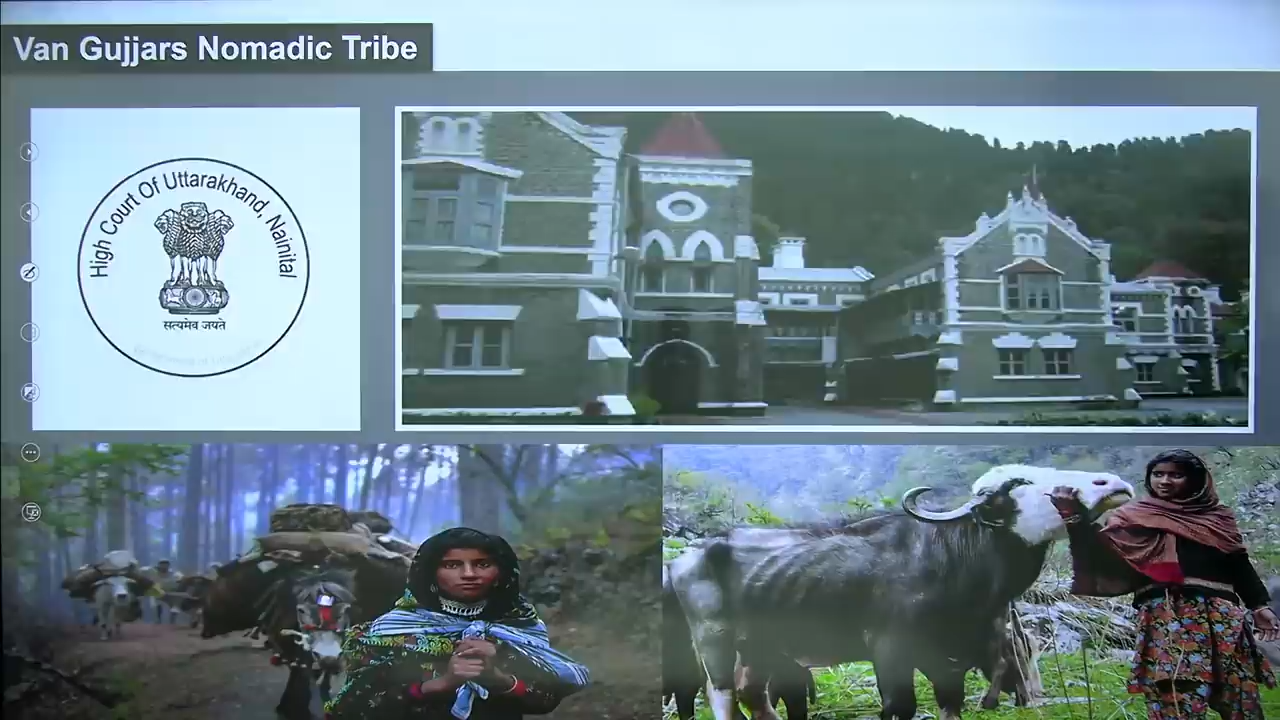 Van Gujjars Nomadic Tribe
High Court Of Uttarakhand, Nainital
सत्यमेव जयते